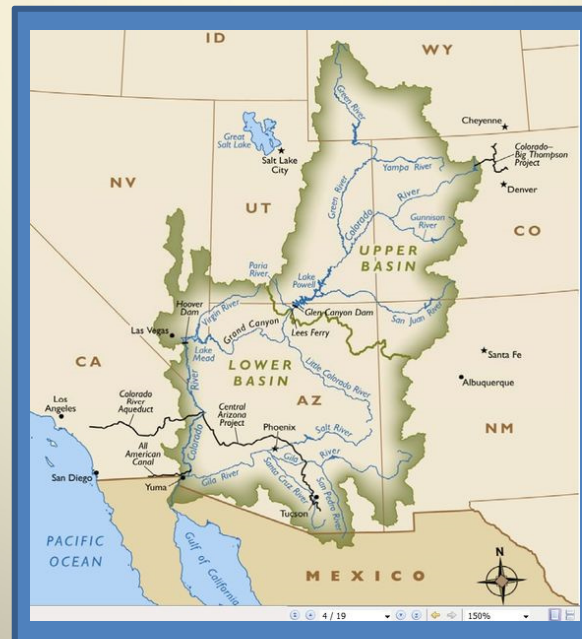 ID
WY
Green River
Cheyenne
Great
Salt Lake
Salt Lake
City
Yampa River
Colorado–
Big Thompson
Project
Denver
NV
UT
Green River
Colorado
River
Gunnison
River
CO
UPPER
BASIN
Paria
River
Lake
Powell
Hoover
Dam
Virgin River
Glen Canyon Dam
San Juan River
Las Vegas
Grand Canyon
Lees Ferry
Lake
Mead
Santa Fe
CA
River
LOWER
BASIN
Little Colorado River
Albuquerque
Los
Angeles
Colorado
River
Aqueduct
Central
Arizona
Project
AZ
Phoenix
NM
Colorado
Salt River
All
American
Canal
Gila
River
San Diego
Yuma
Gila River
Santa Cruz River
San Pedro River
Tucson
PACIFIC
OCEAN
Gulf of California
MEXICO
N
4 / 19
150%